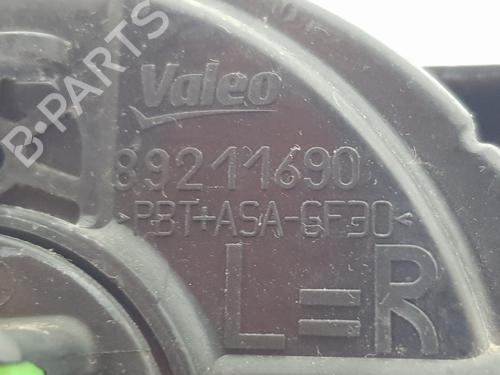 B-PARTS
Valeo
89211690
>PBT+ASA-GF30<
L=R